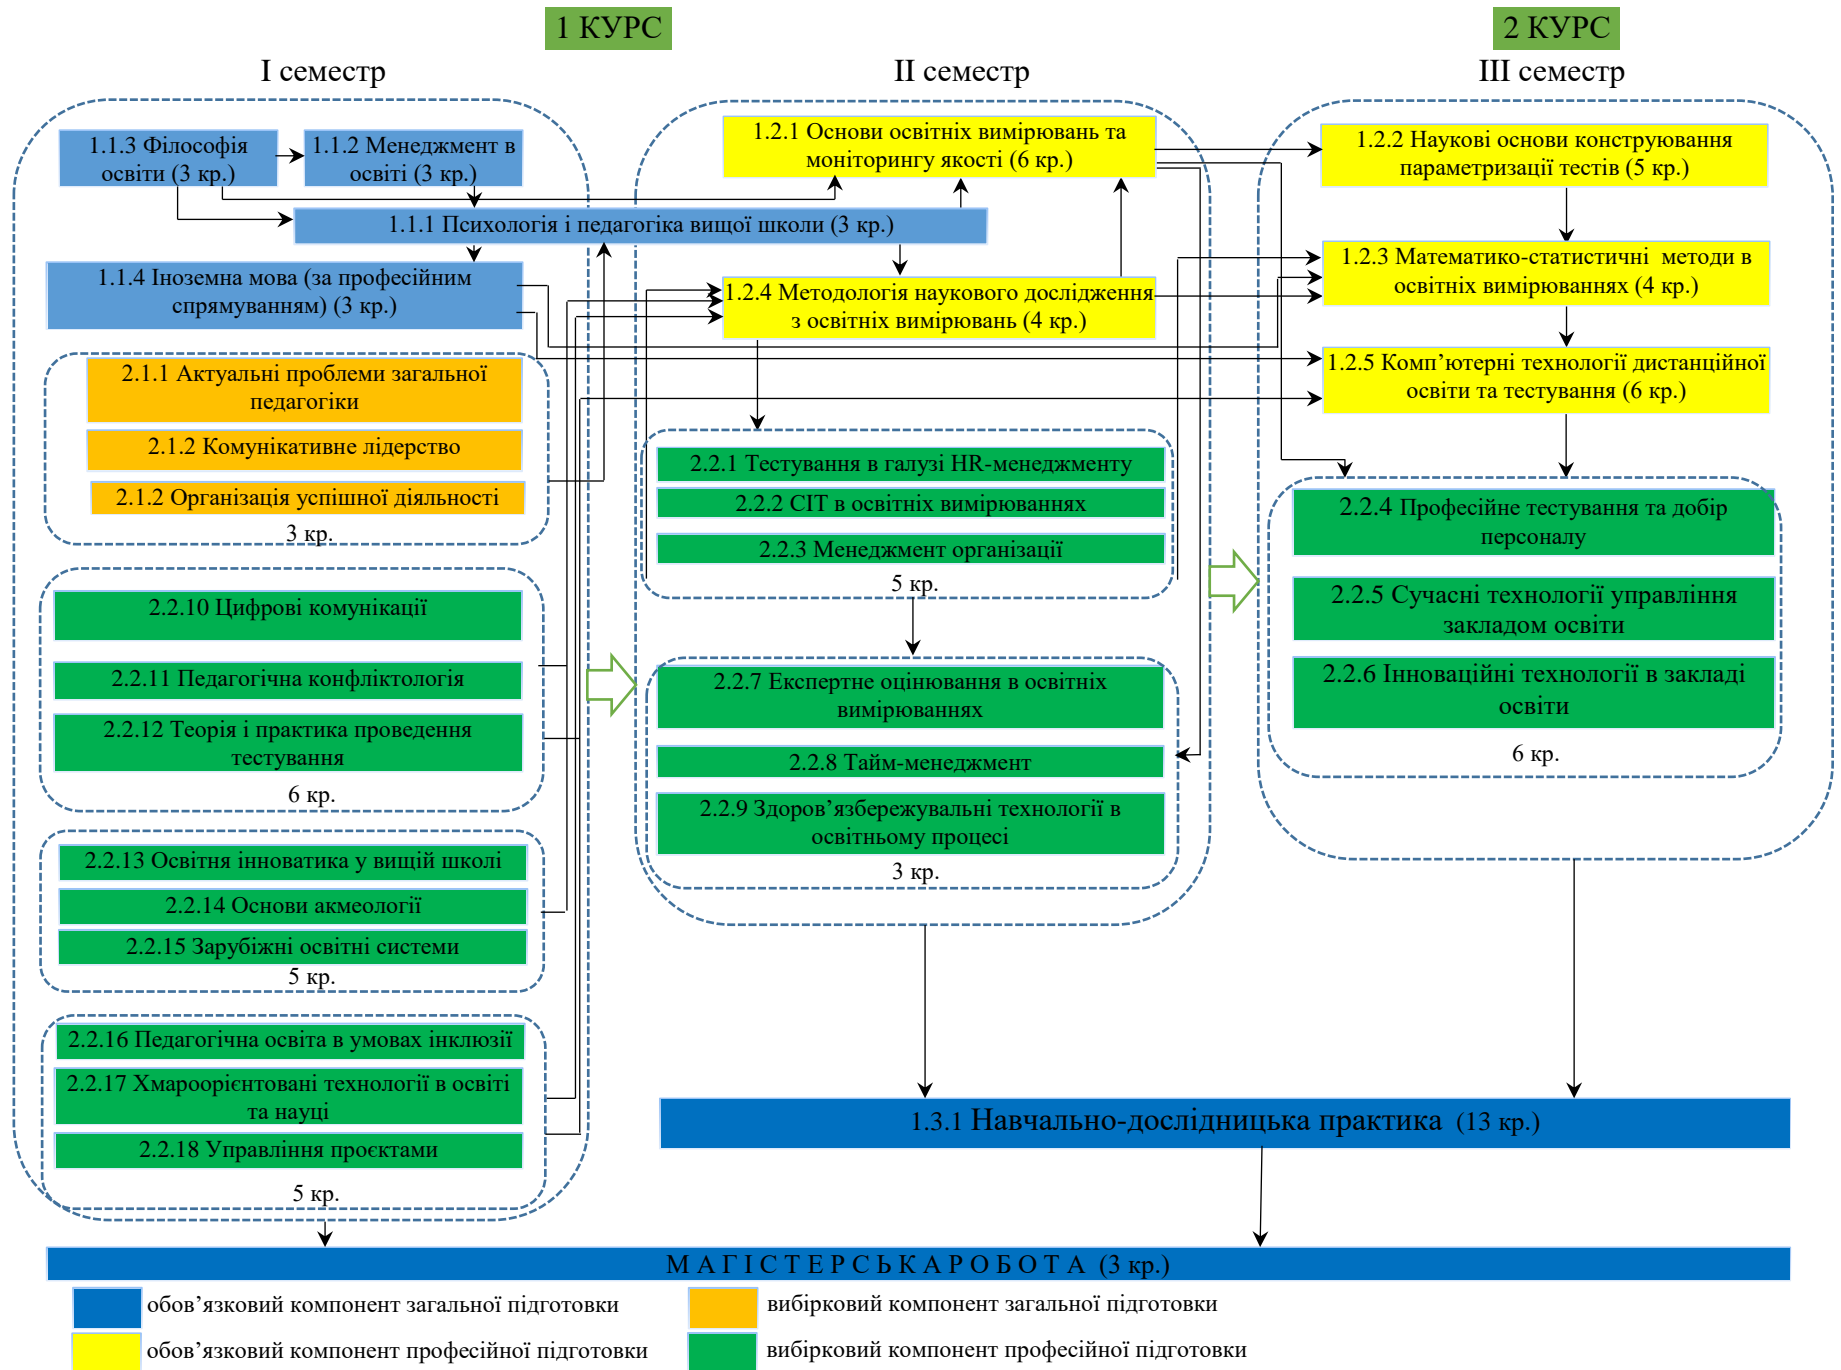 1 КУРС
2 КУРС
І семестр
ІІ семестр
ІІІ семестр
1.1.3 Філософія
освіти (3 кр.)
1.1.2 Менеджмент в
освіті (3 кр.)
1.1.1 Психологія і педагогіка вищої школи (3 кр.)
1.1.4 Іноземна мова (за професійним
спрямуванням) (3 кр.)
2.1.1 Актуальні проблеми загальної
педагогіки
2.1.2 Комунікативне лідерство
2.1.2 Організація успішної діяльності
3 кр.
2.2.10 Цифрові комунікації
2.2.11 Педагогічна конфліктологія
2.2.12 Теорія і практика проведення
тестування
6 кр.
2.2.13 Освітня інноватика у вищій школі
2.2.14 Основи акмеології
2.2.15 Зарубіжні освітні системи
5 кр.
2.2.16 Педагогічна освіта в умовах інклюзії
2.2.17 Хмароорієнтовані технології в освіті
та науці
2.2.18 Управління проєктами
5 кр.
1.2.1 Основи освітніх вимірювань та
моніторингу якості (6 кр.)
1.2.4 Методологія наукового дослідження
з освітніх вимірювань (4 кр.)
2.2.1 Тестування в галузі HR-менеджменту
2.2.2 СІТ в освітніх вимірюваннях
2.2.3 Менеджмент організації
5 кр.
2.2.7 Експертне оцінювання в освітніх
вимірюваннях
2.2.8 Тайм-менеджмент
2.2.9 Здоров’язбережувальні технології в
освітньому процесі
3 кр.
1.2.2 Наукові основи конструювання
параметризації тестів (5 кр.)
1.2.3 Математико-статистичні методи в
освітніх вимірюваннях (4 кр.)
1.2.5 Комп’ютерні технології дистанційної
освіти та тестування (6 кр.)
2.2.4 Професійне тестування та добір
персоналу
2.2.5 Сучасні технології управління
закладом освіти
2.2.6 Інноваційні технології в закладі
освіти
6 кр.
1.3.1 Навчально-дослідницька практика (13 кр.)
М А Г І С Т Е Р С Ь К А Р О Б О Т А (3 кр.)
обов’язковий компонент загальної підготовки
вибірковий компонент загальної підготовки
обов’язковий компонент професійної підготовки
вибірковий компонент професійної підготовки